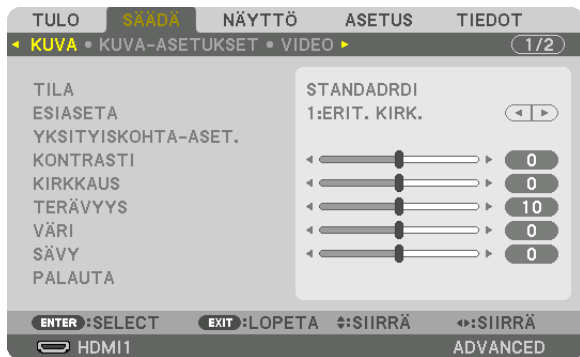 TULO SÄÄDÄ NÄYTTÖ ASETUS TIEDOT
KUVA • KUVA-ASETUKSET • VIDEO 1/2
TILA STANDADRDI
ESIASETA 1:ERIT. KIRK.
YKSITYISKOHTA-ASET.
KONTRASTI 0
KIRKKAUS 0
TERÄVYYS 10
VÄRI 0
SÄVY 0
PALAUTA
ENTER:SELECT EXIT:LOPETA :SIIRRÄ :SIIRRÄ
HDMI1 ADVANCED